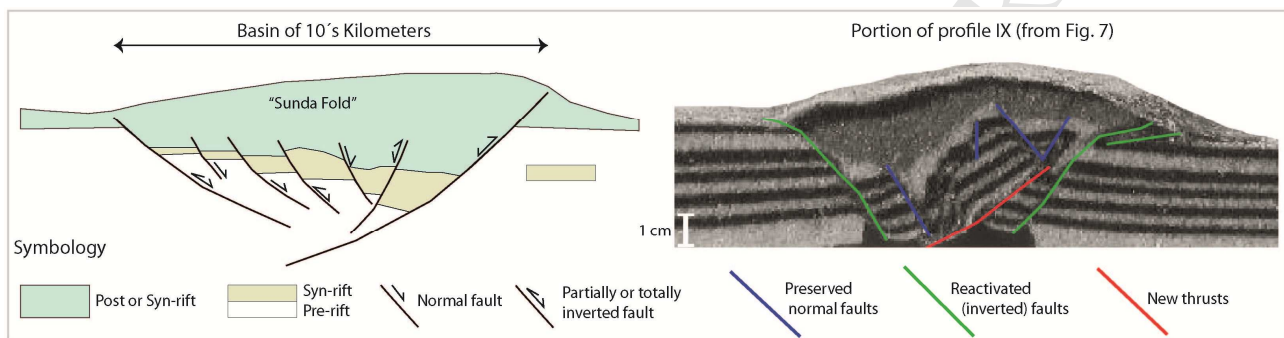 Basin of 10´s Kilometers
Portion of profile IX (from Fig. 7)
"Sunda Fold"
1 cm
Symbology
Post or Syn-rift
Syn-rift
Pre-rift
Normal fault
Partially or totally
inverted fault
Preserved
normal faults
Reactivated
(inverted) faults
New thrusts